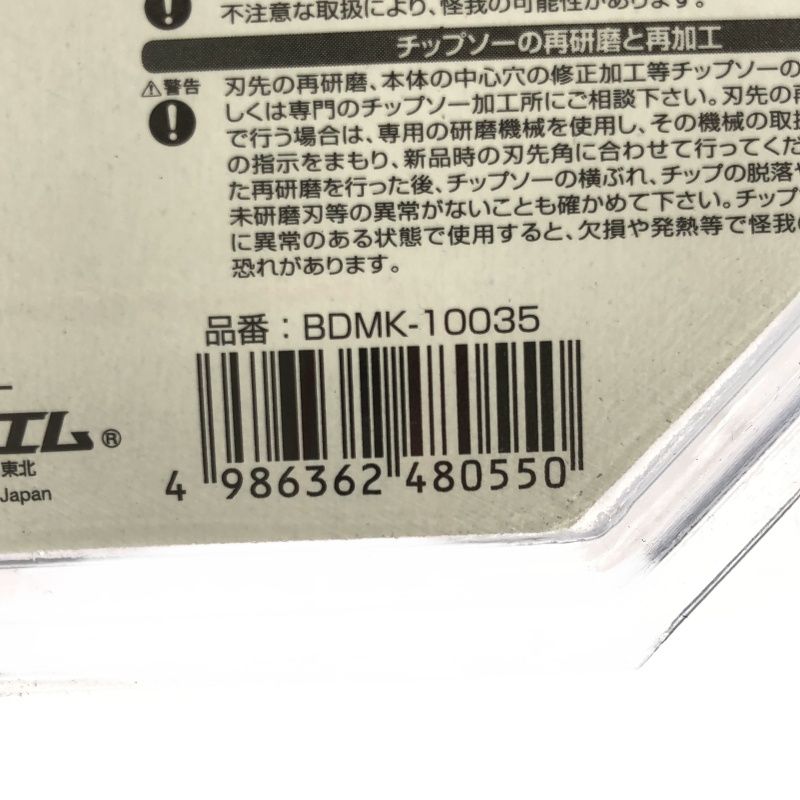 不注意な取扱により、怪我の可能性があります。
チップソーの再研磨と再加工
警告
刃先の再研磨、本体の中心穴の修正加工等チップソーの
しくは専門のチップソー加工所にご相談下さい。刃先の再
で行う場合は、専用の研磨機械を使用し、その機械の取扱
の指示をまもり、新品時の刃先角に合わせて行ってくだ
た再研磨を行った後、チップソーの横ぶれ、チップの脱落や
未研磨刃等の異常がないことも確かめて下さい。チップ
に異常のある状態で使用すると、欠損や発熱等で怪我の
恐れがあります。
品番：BDMK-10035
エム®
東北
Japan
4 986362 480550